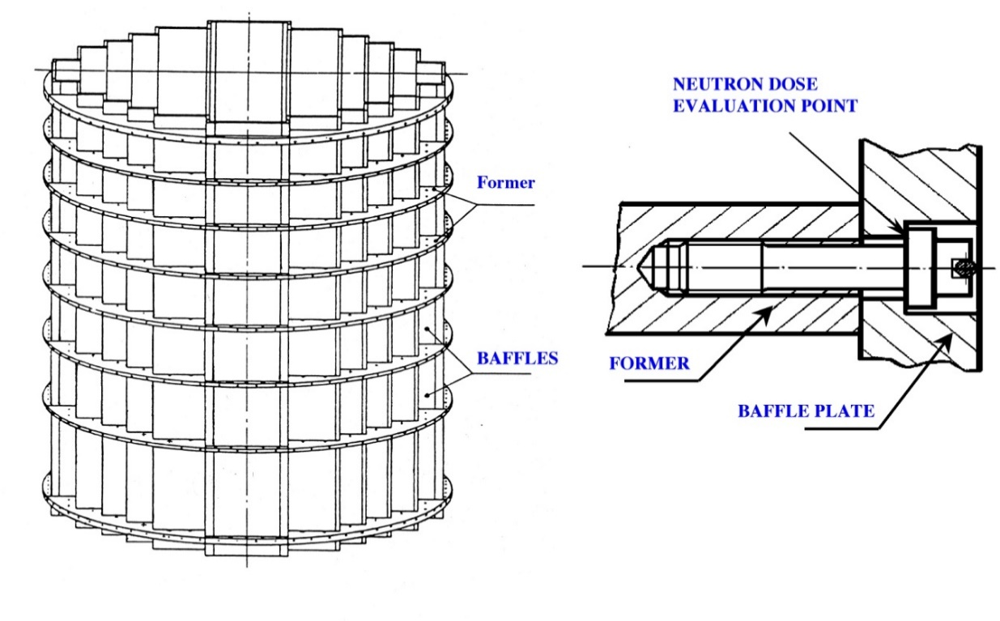 Former
BAFFLES
NEUTRON DOSE
EVALUATION POINT
FORMER
BAFFLE PLATE